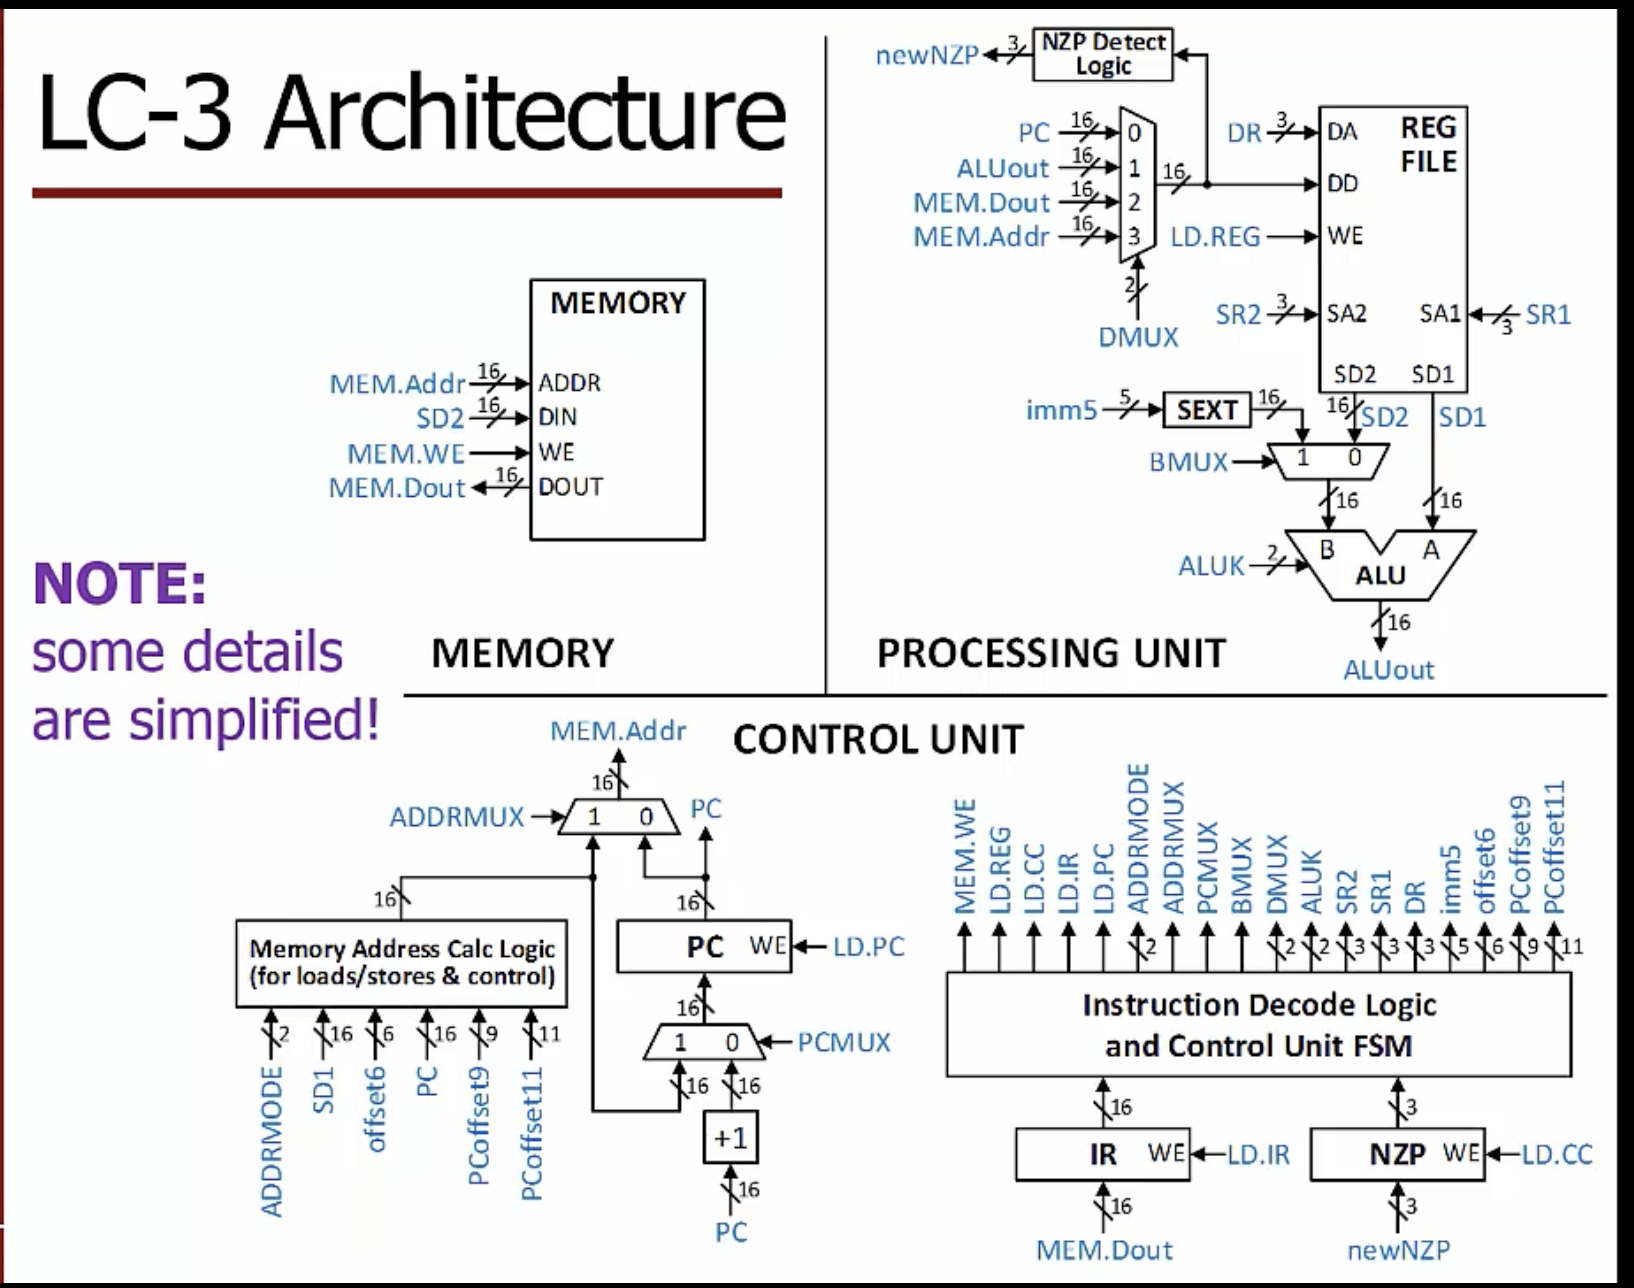 LC-3 Architecture
NOTE:
some details
are simplified!
MEMORY
MEM.Addr 16 ADDR
SD2 16 DIN
MEM.WE WE
MEM.Dout 16 DOUT
MEMORY
newNZP 3 NZP Detect
Logic
PC 16 0
ALUout 16 1
MEM.Dout 16 2
MEM.Addr 16 3
16
2
DMUX
REG
FILE
DR 3 DA
DD
LD.REG WE
SR2 3 SA2
SA1 3 SR1
SD2 SD1
16 SD2 SD1
imm5 5 SEXT 16
BMUX 1 0
16 16
ALUK 2 B A
ALU
16
ALUout
PROCESSING UNIT
CONTROL UNIT
MEM.Addr
16
ADDRMUX 1 0 PC
16 16
Memory Address Calc Logic
(for loads/stores & control)
2 16 6 16 9 11
ADDRMODE
SD1
offset6
PC
PCoffset9
PCoffset11
PC WE LD.PC
16
1 0 PCMUX
16 16
+1
16
PC
MEM.WE
LD.REG
LD.CC
LD.IR
LD.PC
ADDRMODE
ADDRMUX
PCMUX
BMUX
DMUX
ALUK
SR2
SR1
DR
imm5
offset6
PCoffset9
PCoffset11
2 2 2 3 3 3 5 6 9 11
Instruction Decode Logic
and Control Unit FSM
16 3
IR WE LD.IR
NZP WE LD.CC
16 3
MEM.Dout newNZP